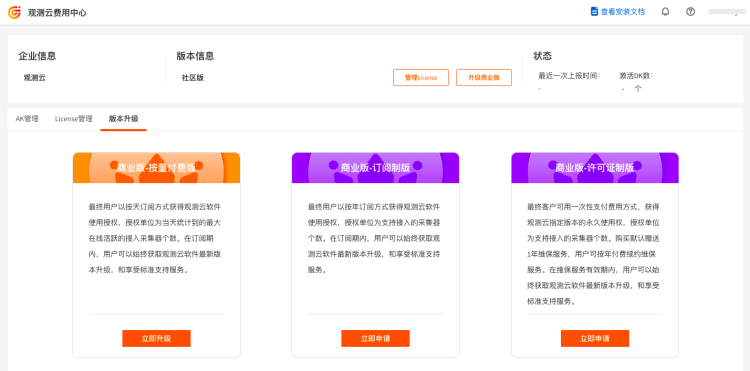 观测云费用中心
查看安装文档
企业信息
版本信息
状态
观测云
社区版
管理License
升级商业版
最近一次上报时间：
激活DK数：
-
- 个
AK管理
License管理
版本升级
商业版-按量付费版
最终用户以按天订阅方式获得观测云软件
使用授权，授权单位为当天统计到的最大
在线活跃的接入采集器个数。在订阅期
内，用户可以始终获取观测云软件最新版
本升级，和享受标准支持服务。
立即升级
商业版-订阅制版
最终用户以按年订阅方式获得观测云软件
使用授权，授权单位为支持接入的采集器
个数。在订阅期内，用户可以始终获取观
测云软件最新版本升级，和享受标准支持
服务。
立即申请
商业版-许可证制版
最终客户可用一次性支付费用方式，获得
观测云指定版本的永久使用权，授权单位
为支持接入的采集器个数。购买默认赠送
1年维保服务，用户可按年付费续约维保
服务。在维保服务有效期内，用户可以始
终获取观测云软件最新版本升级，和享受
标准支持服务。
立即申请